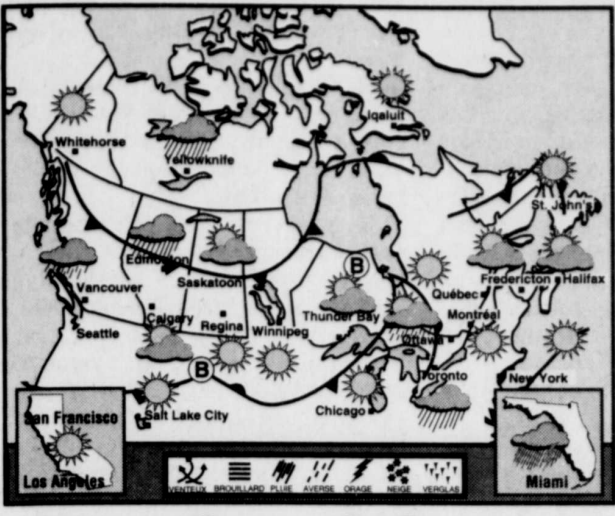 Iqaluit
Whitehorse
Yellowknife
St. John's
Edmonton
Saskatoon
B
Fredericton Halifax
Vancouver
Québec
Calgary
Regina
Winnipeg
Thunder Bay
Montréal
Seattle
Ottawa
B
Toronto
New York
Salt Lake City
Chicago
San Francisco
Los Angeles
Miami
VENTEUX BROUILLARD PLUIE AVERSE ORAGE NEIGE VERGLAS